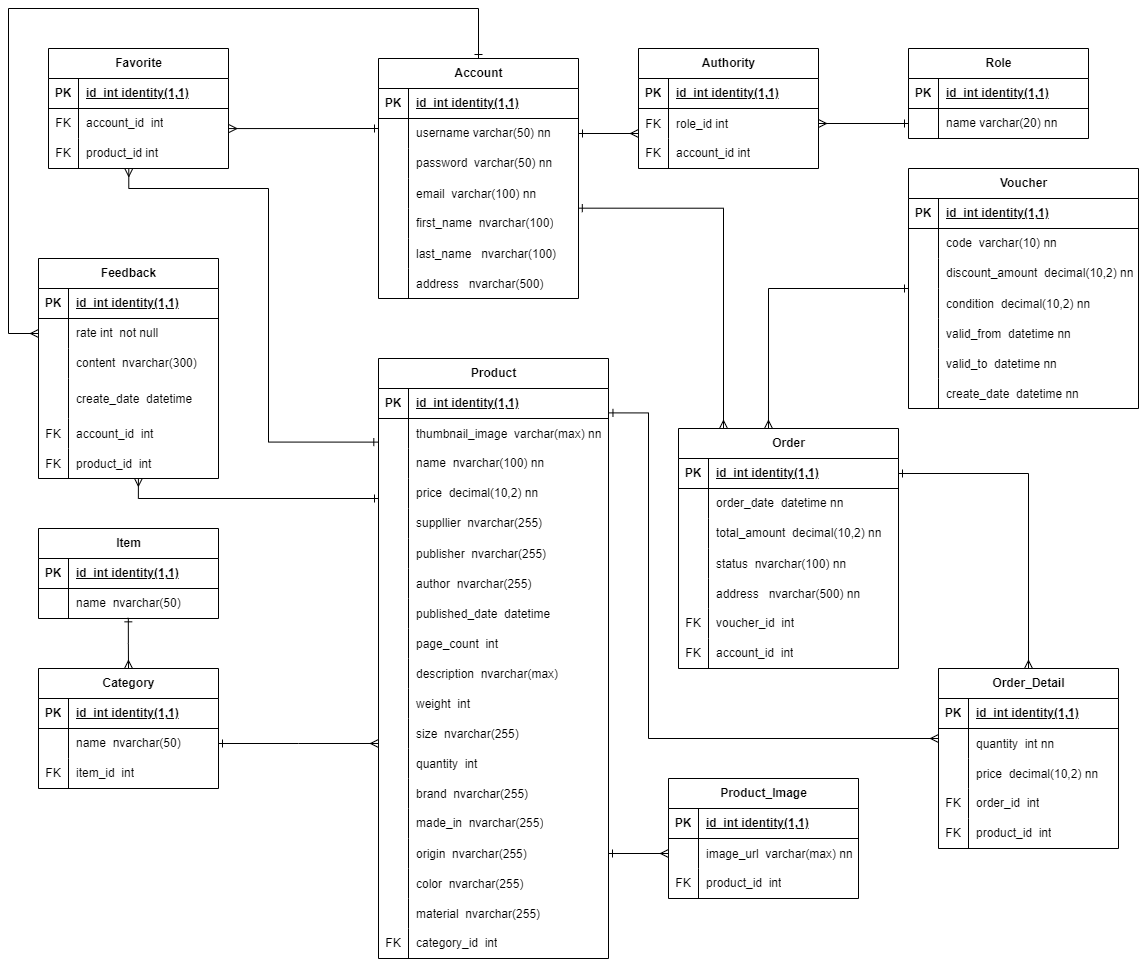 Favorite
PK id int identity(1,1)
FK account_id int
FK product_id int
Account
PK id int identity(1,1)
username varchar(50) nn
password varchar(50) nn
email varchar(100) nn
first_name nvarchar(100)
last_name nvarchar(100)
address nvarchar(500)
Authority
PK id int identity(1,1)
FK role_id int
FK account_id int
Role
PK id int identity(1,1)
name varchar(20) nn
Voucher
PK id int identity(1,1)
code varchar(10) nn
discount_amount decimal(10,2) nn
condition decimal(10,2) nn
valid_from datetime nn
valid_to datetime nn
create_date datetime nn
Feedback
PK id int identity(1,1)
rate int not null
content nvarchar(300)
create_date datetime
FK account_id int
FK product_id int
Product
PK id int identity(1,1)
thumbnail_image varchar(max) nn
name nvarchar(100) nn
price decimal(10,2) nn
suppllier nvarchar(255)
publisher nvarchar(255)
author nvarchar(255)
published_date datetime
page_count int
description nvarchar(max)
weight int
size nvarchar(255)
quantity int
brand nvarchar(255)
made_in nvarchar(255)
origin nvarchar(255)
color nvarchar(255)
material nvarchar(255)
FK category_id int
Order
PK id int identity(1,1)
order_date datetime nn
total_amount decimal(10,2) nn
status nvarchar(100) nn
address nvarchar(500) nn
FK voucher_id int
FK account_id int
Item
PK id int identity(1,1)
name nvarchar(50)
Category
PK id int identity(1,1)
name nvarchar(50)
FK item_id int
Order_Detail
PK id int identity(1,1)
quantity int nn
price decimal(10,2) nn
FK order_id int
FK product_id int
Product_Image
PK id int identity(1,1)
image_url varchar(max) nn
FK product_id int